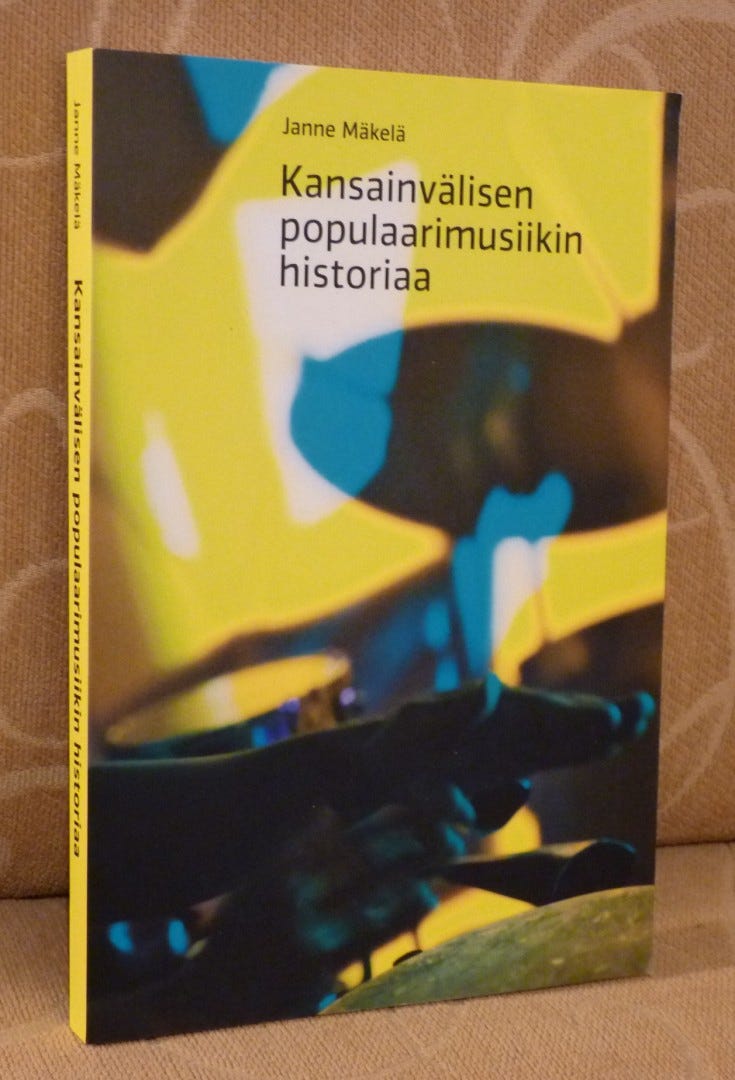 Janne Mäkelä
Kansainvälisen
populaarimusiikin
historiaa
Janne Mäkelä Kansainvälisen populaarimusiikin historiaa